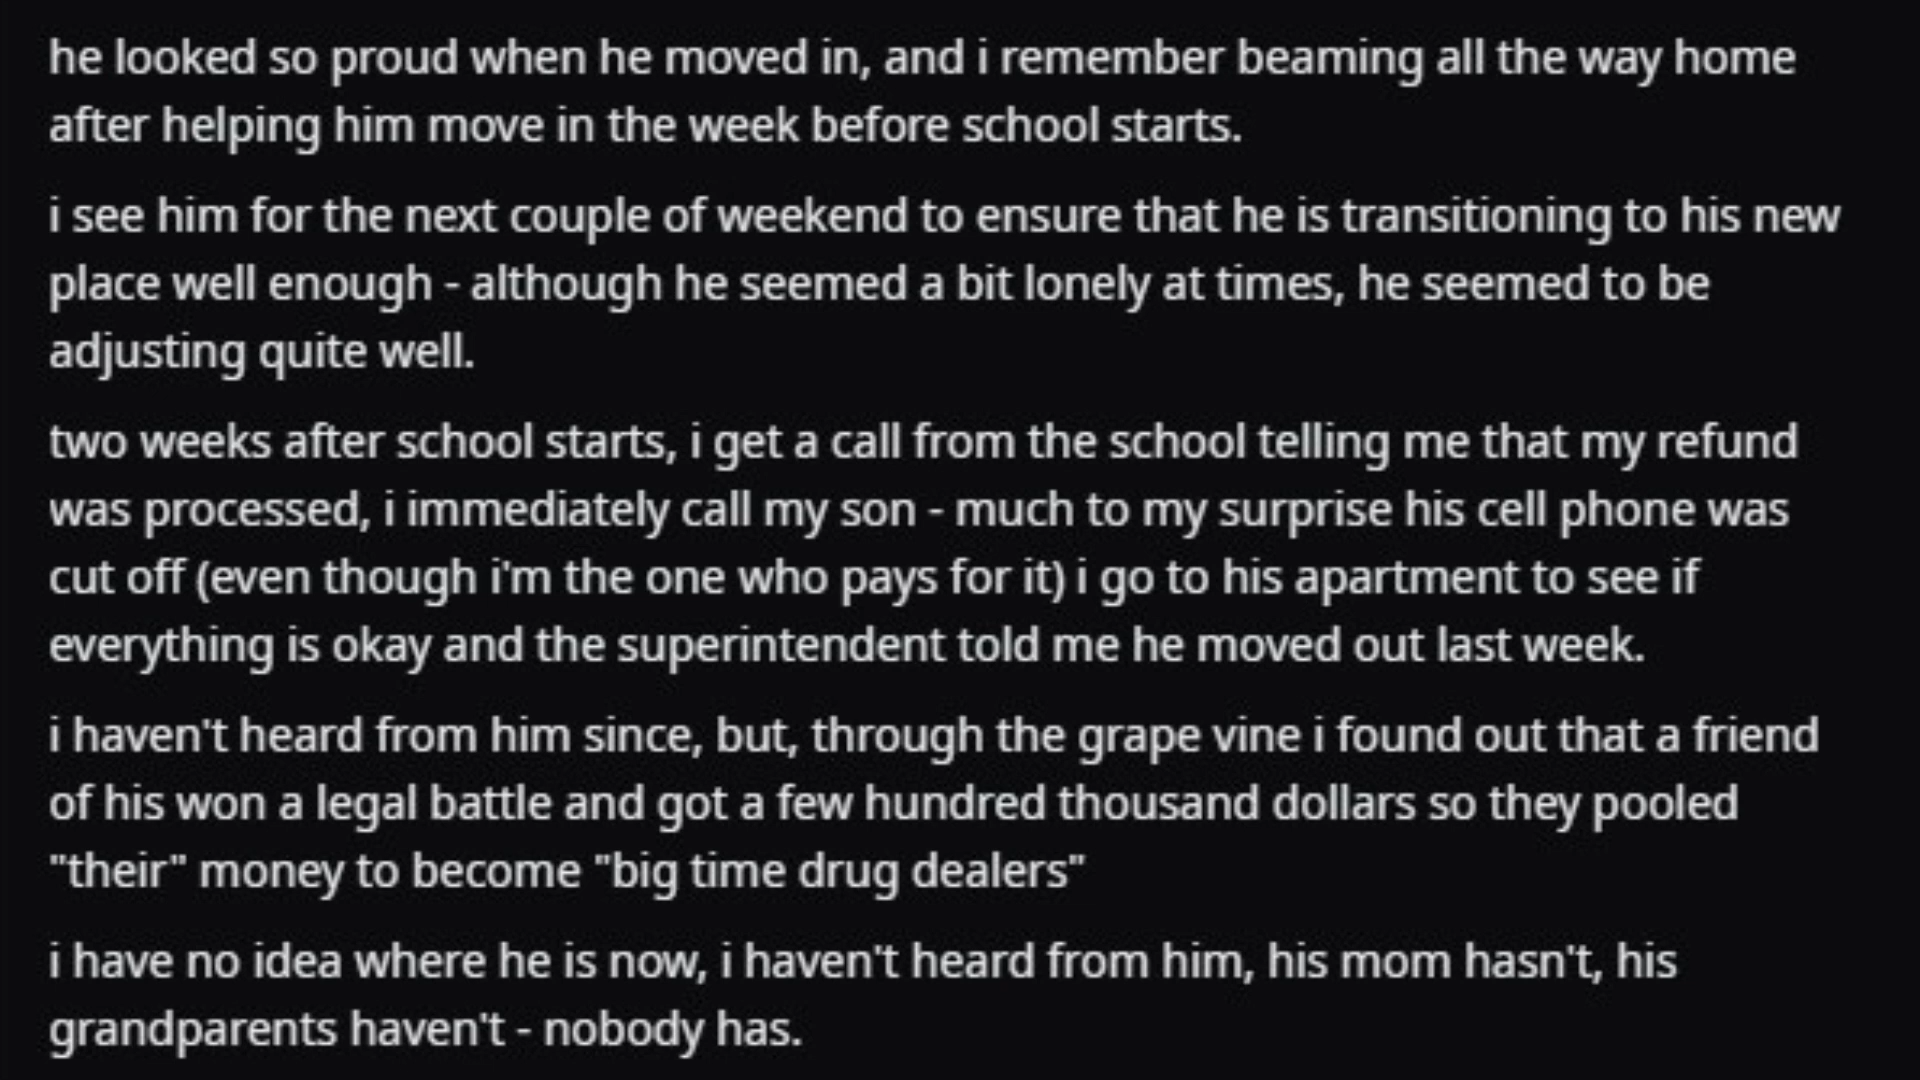 he looked so proud when he moved in, and i remember beaming all the way home
after helping him move in the week before school starts.
i see him for the next couple of weekend to ensure that he is transitioning to his new
place well enough - although he seemed a bit lonely at times, he seemed to be
adjusting quite well.
two weeks after school starts, i get a call from the school telling me that my refund
was processed, i immediately call my son - much to my surprise his cell phone was
cut off (even though i'm the one who pays for it) i go to his apartment to see if
everything is okay and the superintendent told me he moved out last week.
i haven't heard from him since, but, through the grape vine i found out that a friend
of his won a legal battle and got a few hundred thousand dollars so they pooled
"their" money to become "big time drug dealers"
i have no idea where he is now, i haven't heard from him, his mom hasn't, his
grandparents haven't - nobody has.